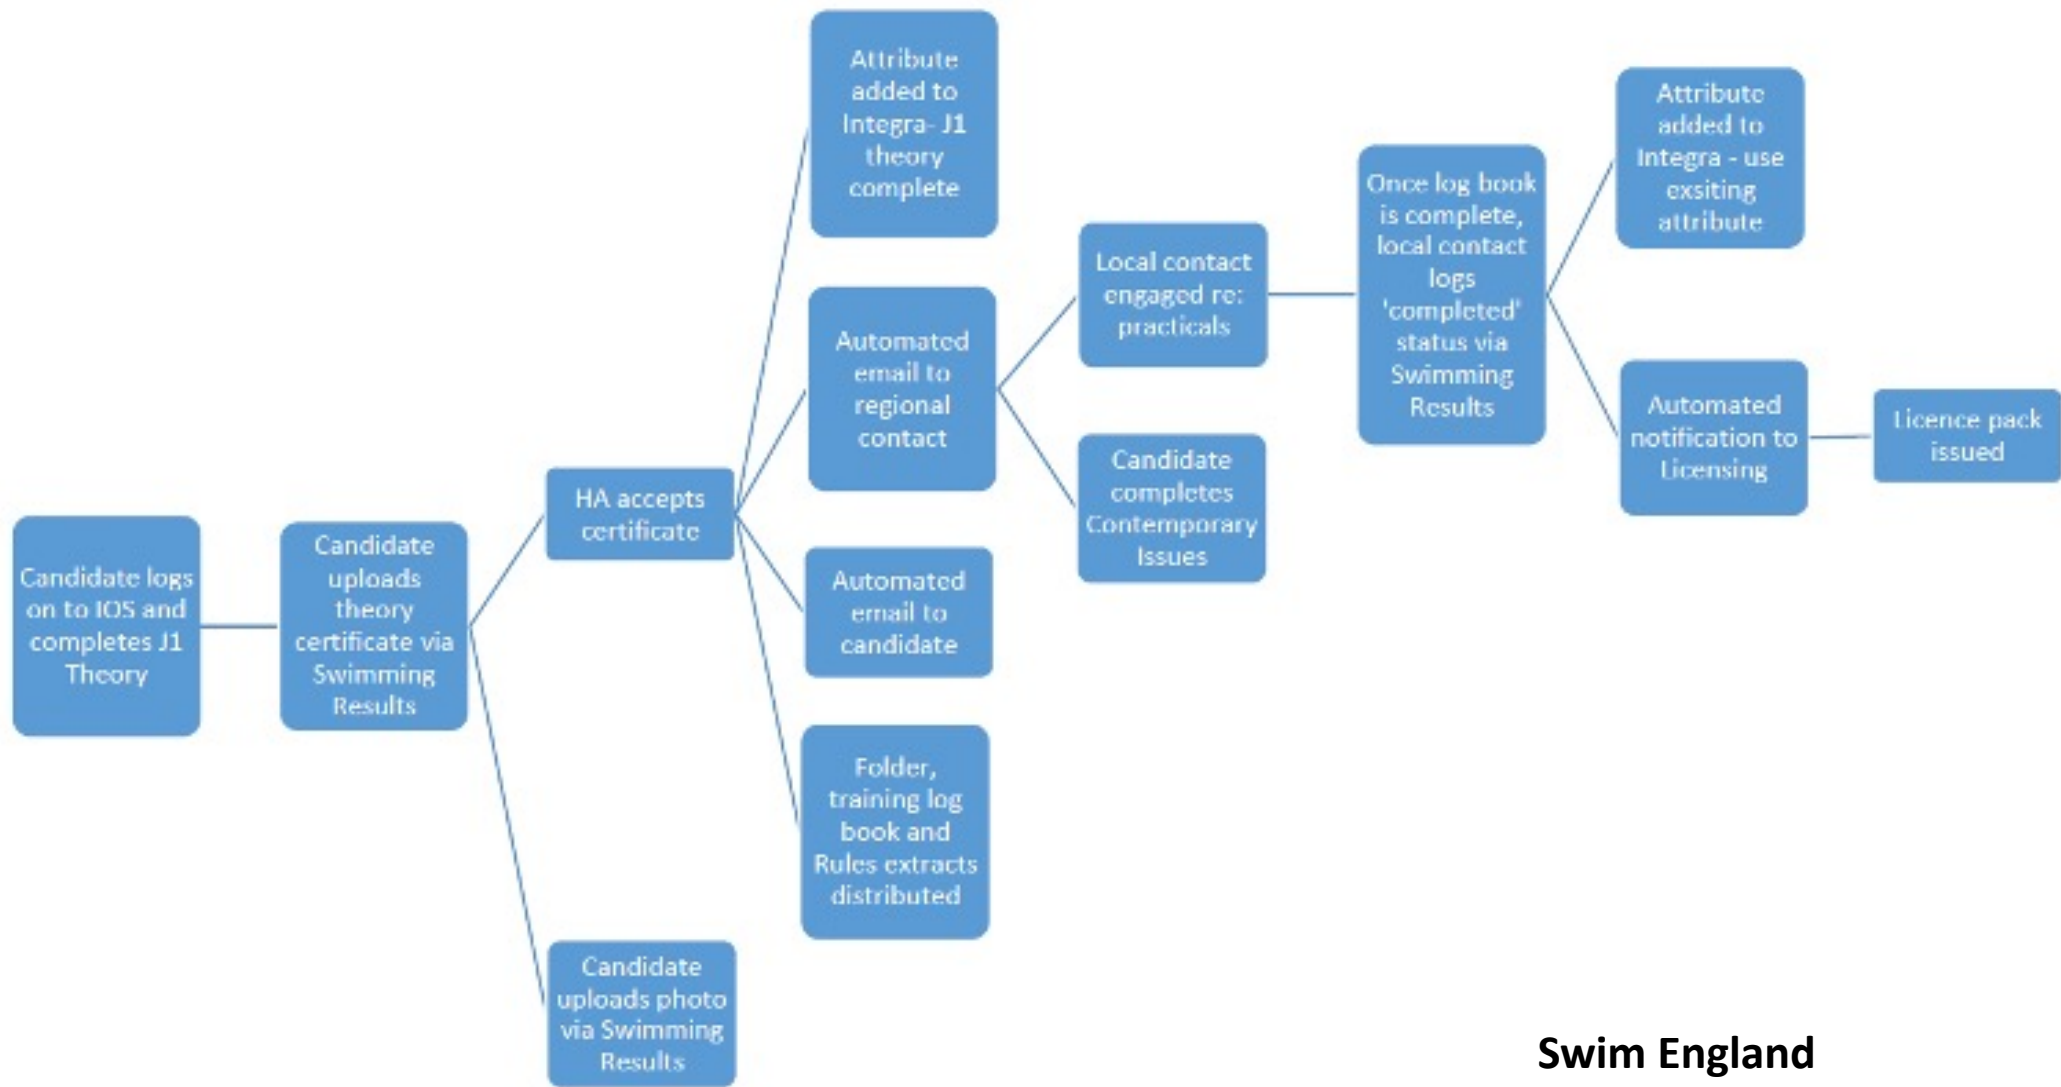 Candidate logs
on to IOS and
completes J1
Theory
Candidate
uploads
theory
certificate via
Swimming
Results
HA accepts
certificate
Candidate
uploads photo
via Swimming
Results
Attribute
added to
Integra- J1
theory
complete
Automated
email to
regional
contact
Automated
email to
candidate
Folder,
training log
book and
Rules extracts
distributed
Local contact
engaged re:
practicals
Candidate
completes
Contemporary
Issues
Once log book
is complete,
local contact
logs
'completed'
status via
Swimming
Results
Attribute
added to
Integra - use
exsiting
attribute
Automated
notification to
Licensing
Licence pack
issued
Swim England